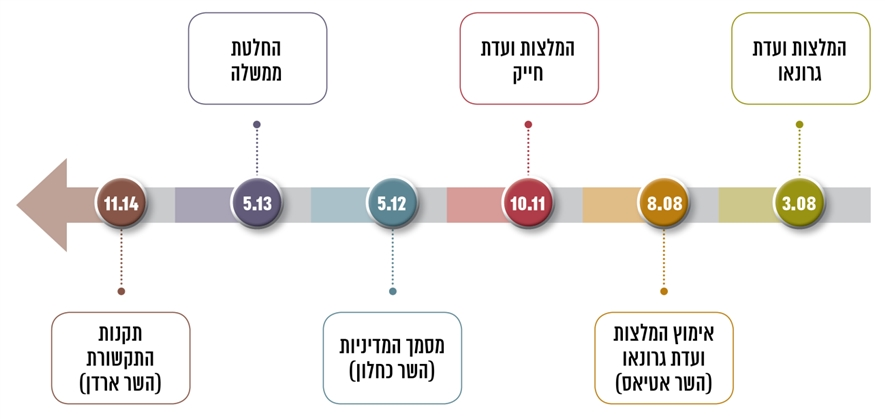 המלצות ועדת
גרונאו
3.08
8.08
אימוץ המלצות
ועדת גרונאו
(השר אטיאס)
המלצות ועדת
חייק
10.11
5.12
מסמך המדיניות
(השר כחלון)
החלטת
ממשלה
5.13
11.14
תקנות
התקשורת
(השר ארדן)